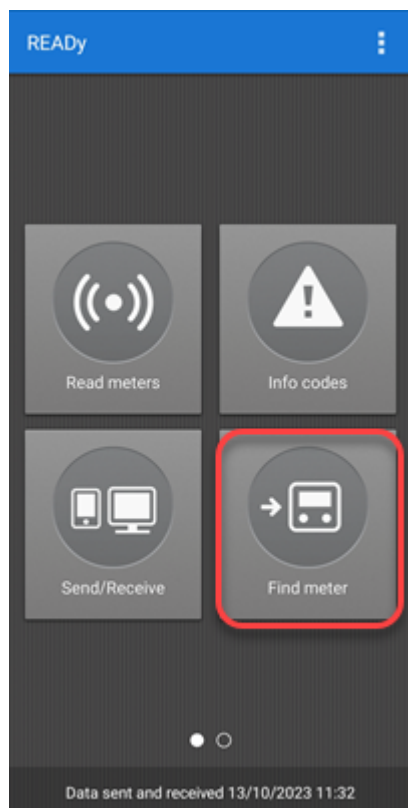 READy
Read meters
Info codes
Send/Receive
Find meter
Data sent and received 13/10/2023 11:32